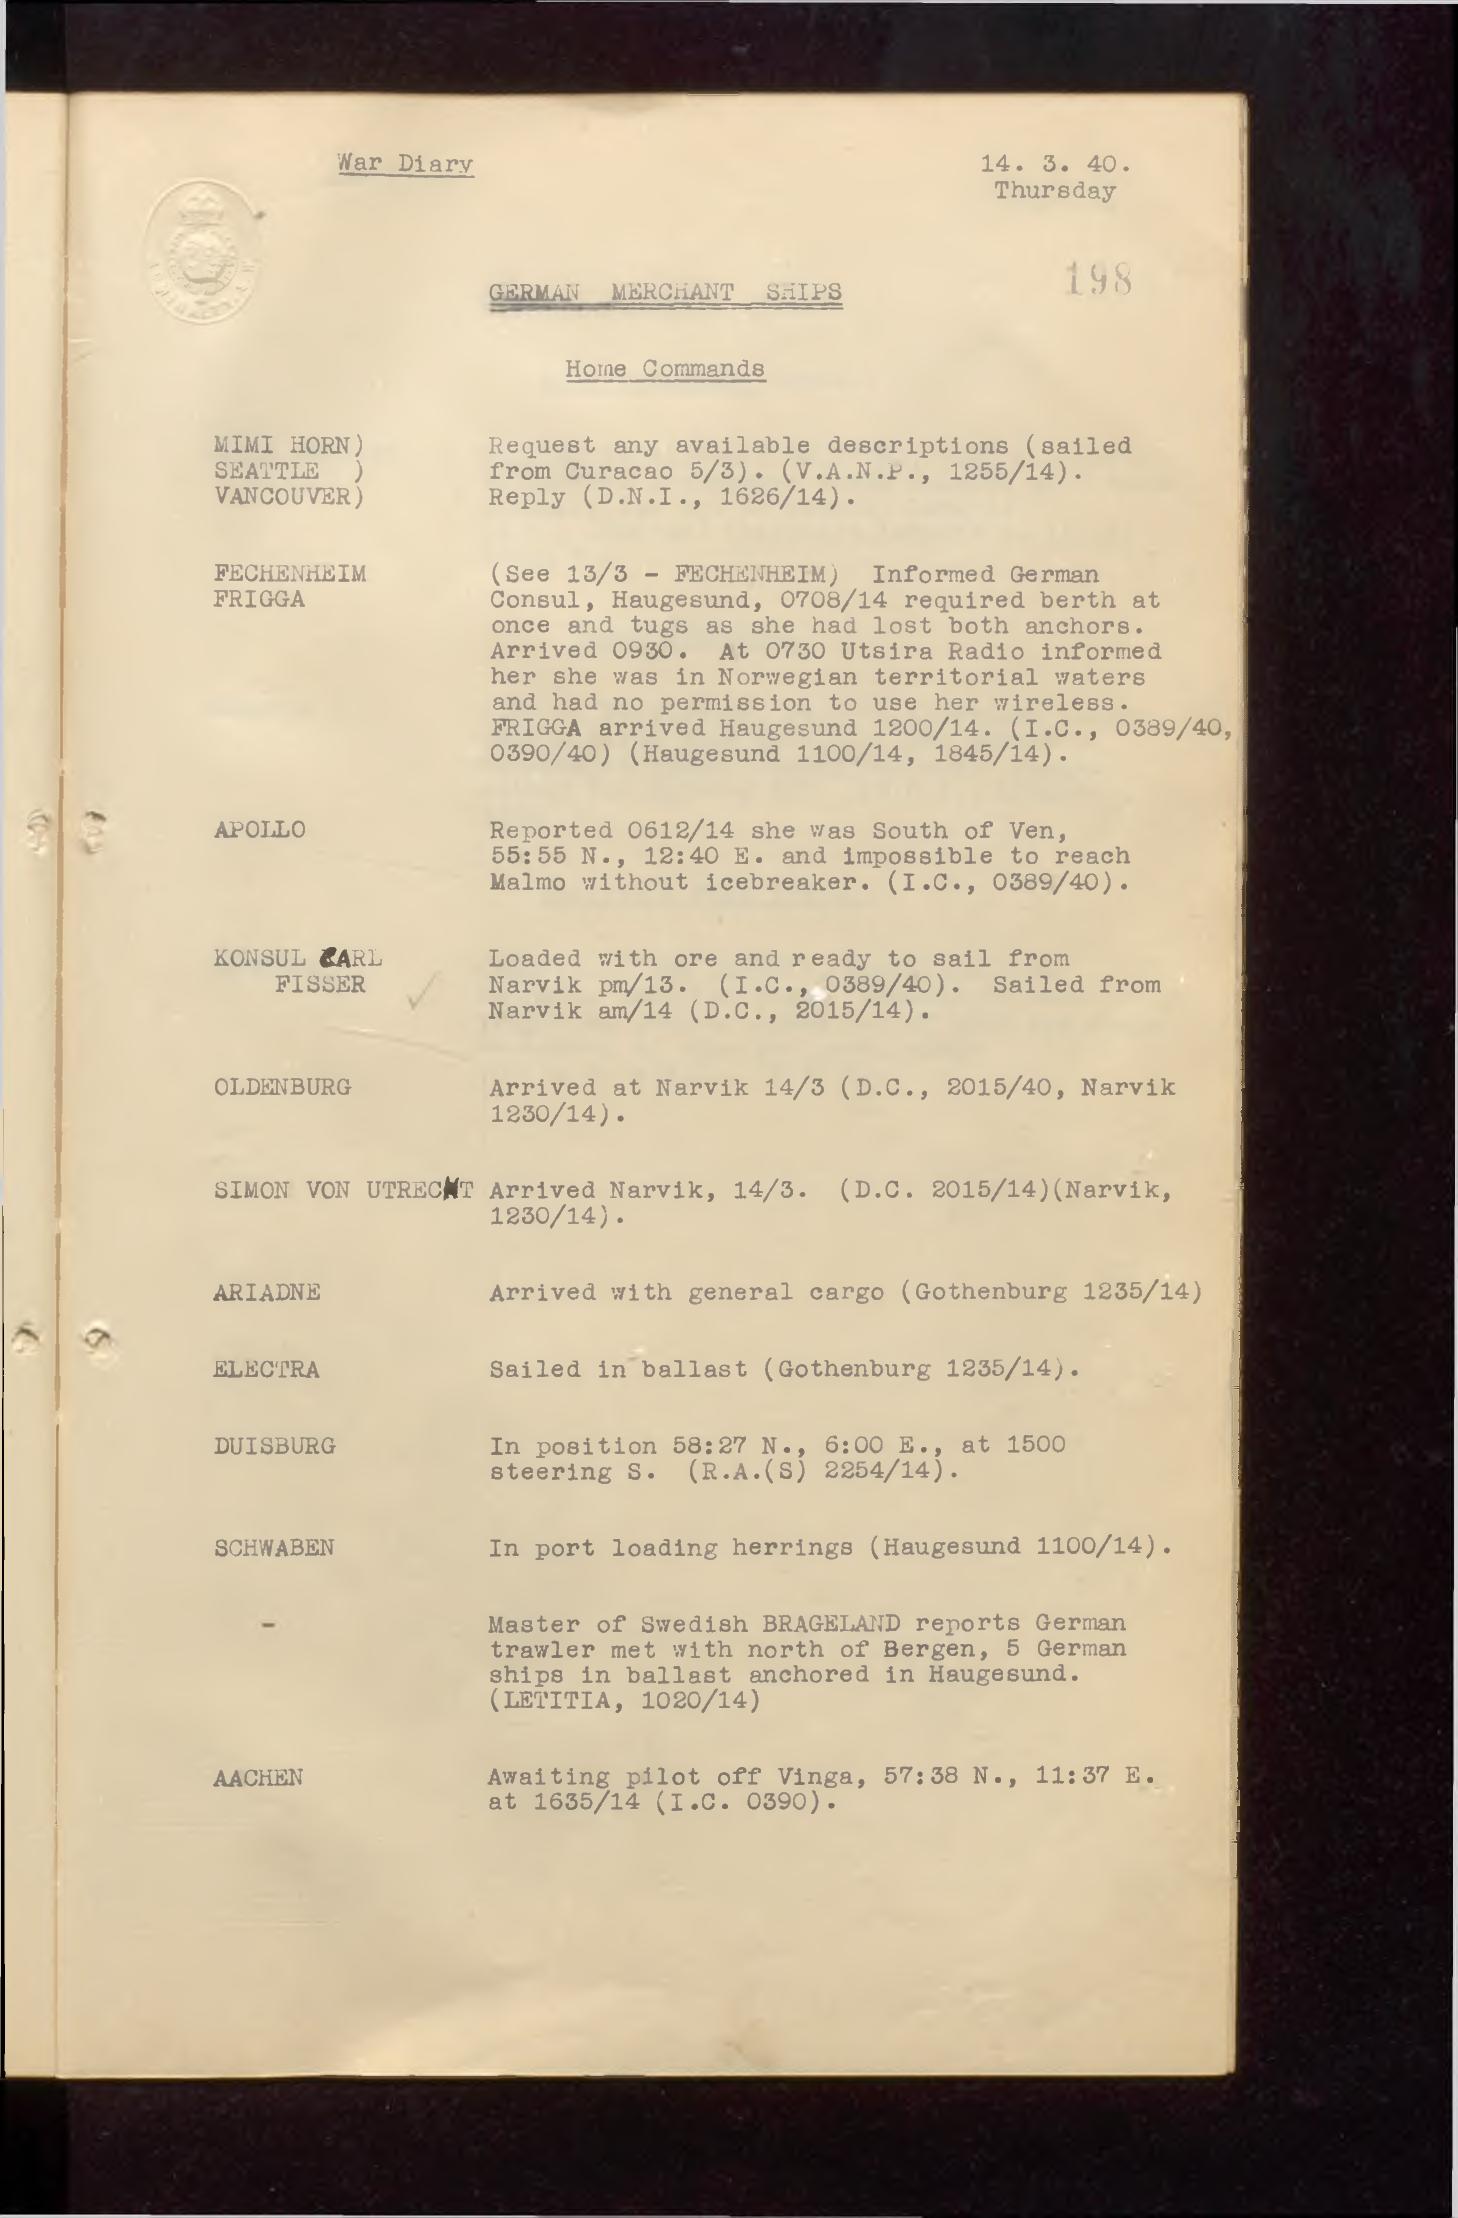 War Diary 14. 3. 40.
Thursday
198
GERMAN MERCHANT SHIPS
Home Commands
MIMI HORN) Request any available descriptions (sailed
SEATTLE ) from Curacao 5/3). (V.A.N.P., 1255/14).
VANCOUVER) Reply (D.N.I., 1626/14).
FECHENHEIM (See 13/3 - FECHENHEIM) Informed German
FRIGGA Consul, Haugesund, 0708/14 required berth at
once and tugs as she had lost both anchors.
Arrived 0930. At 0730 Utsira Radio informed
her she was in Norwegian territorial waters
and had no permission to use her wireless.
FRIGGA arrived Haugesund 1200/14. (I.C., 0389/40,
0390/40) (Haugesund 1100/14, 1845/14).
APOLLO Reported 0612/14 she was South of Ven,
55:55 N., 12:40 E. and impossible to reach
Malmo without icebreaker. (I.C., 0389/40).
KONSUL CARL Loaded with ore and ready to sail from
FISSER Narvik pm/13. (I.C., 0389/40). Sailed from
Narvik am/14 (D.C., 2015/14).
OLDENBURG Arrived at Narvik 14/3 (D.C., 2015/40, Narvik
1230/14).
SIMON VON UTRECHT Arrived Narvik, 14/3. (D.C. 2015/14)(Narvik,
1230/14).
ARIADNE Arrived with general cargo (Gothenburg 1235/14)
ELECTRA Sailed in ballast (Gothenburg 1235/14).
DUISBURG In position 58:27 N., 6:00 E., at 1500
steering S. (R.A.(S) 2254/14).
SCHWABEN In port loading herrings (Haugesund 1100/14).
- Master of Swedish BRAGELAND reports German
trawler met with north of Bergen, 5 German
ships in ballast anchored in Haugesund.
(LETITIA, 1020/14)
AACHEN Awaiting pilot off Vinga, 57:38 N., 11:37 E.
at 1635/14 (I.C. 0390).